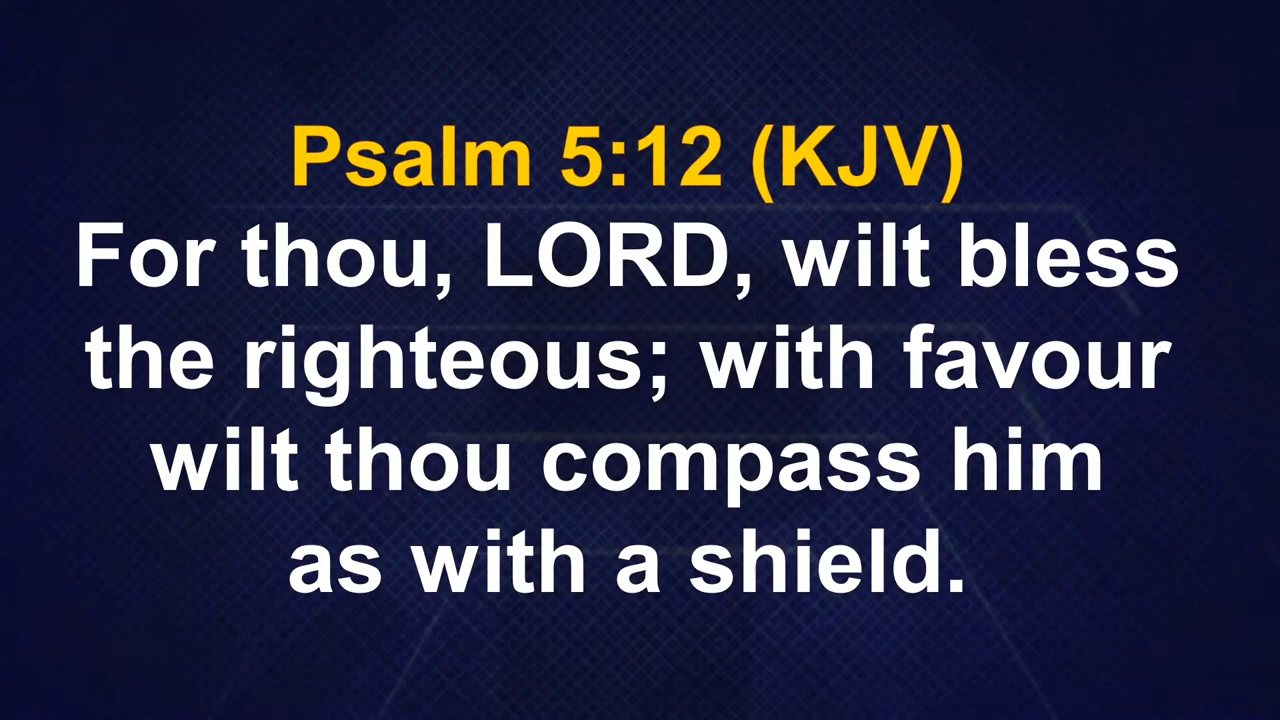 Psalm 5:12 (KJV)
For thou, LORD, wilt bless
the righteous; with favour
wilt thou compass him
as with a shield.